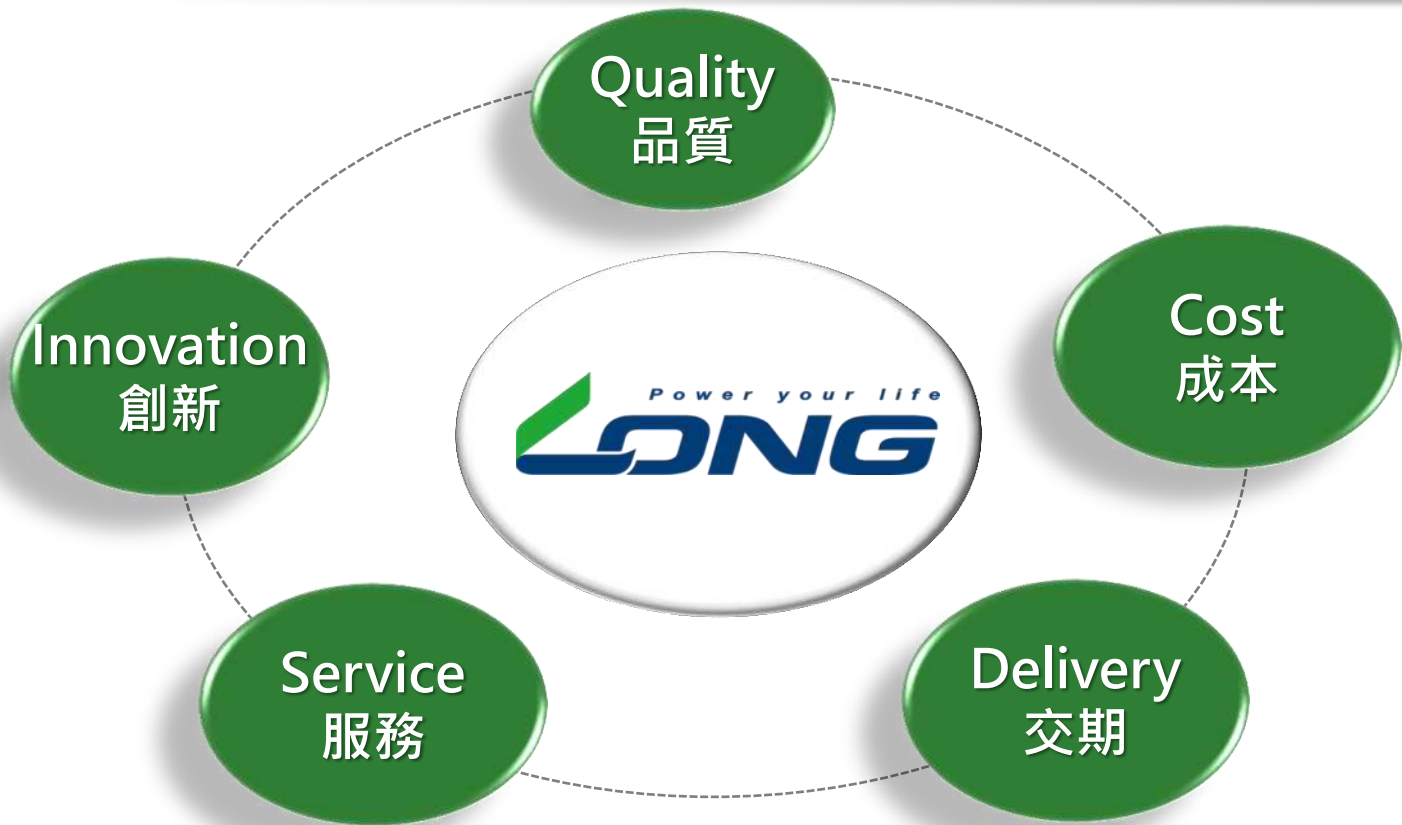 Quality
品質
Cost
成本
Innovation
創新
Power your life
LONG
Service
服務
Delivery
交期